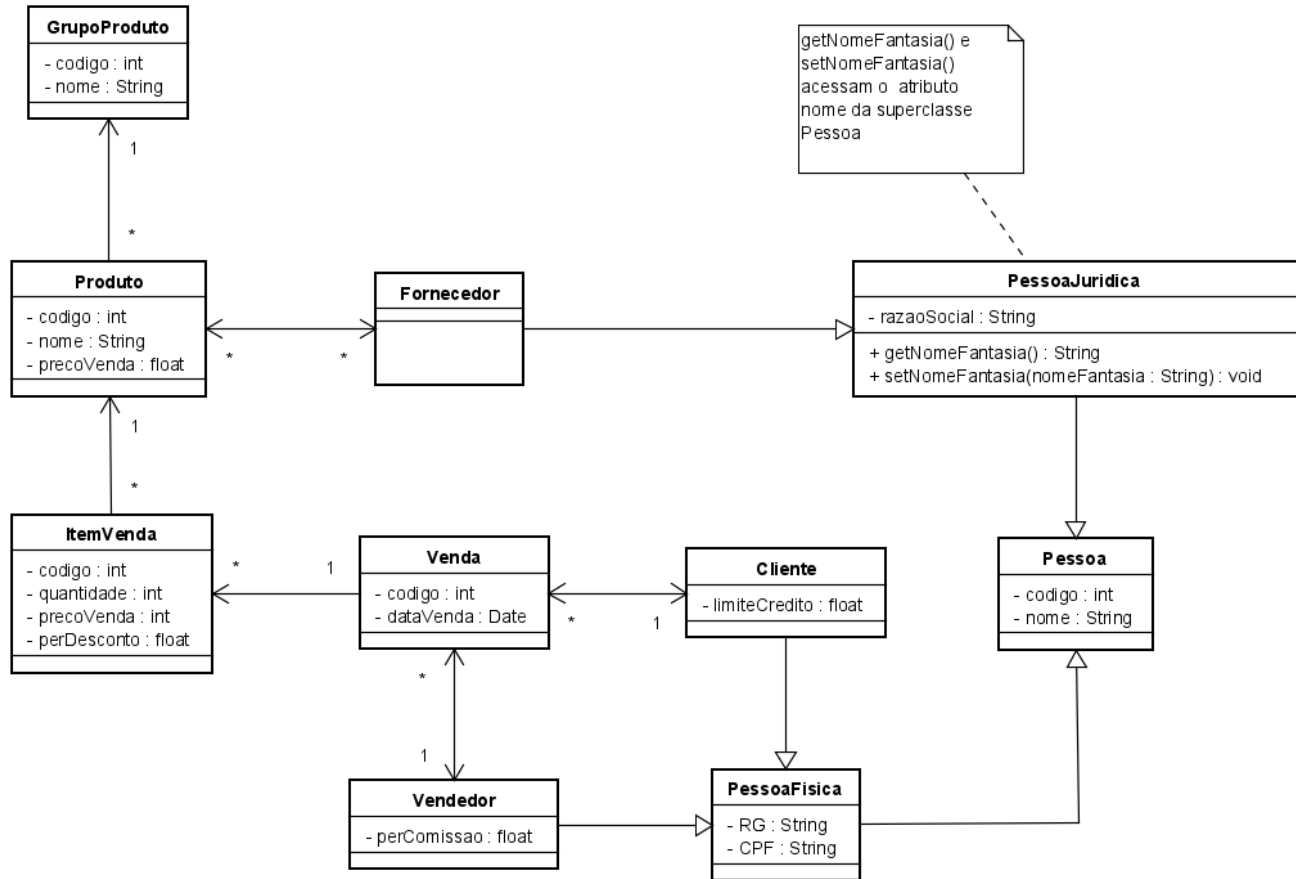 GrupoProduto
- codigo : int
- nome : String
1
*
getNomeFantasia() e
setNomeFantasia()
acessam o atributo
nome da superclasse
Pessoa
Produto
- codigo : int
- nome : String
- precoVenda : float
*
*
Fornecedor
PessoaJuridica
- razaoSocial : String
+ getNomeFantasia() : String
+ setNomeFantasia(nomeFantasia : String) : void
1
*
ItemVenda
- codigo : int
- quantidade : int
- precoVenda : int
- perDesconto : float
*
1
Venda
- codigo : int
- dataVenda : Date
*
1
Cliente
- limiteCredito : float
Pessoa
- codigo : int
- nome : String
*
1
Vendedor
- perComissao : float
PessoaFisica
- RG : String
- CPF : String